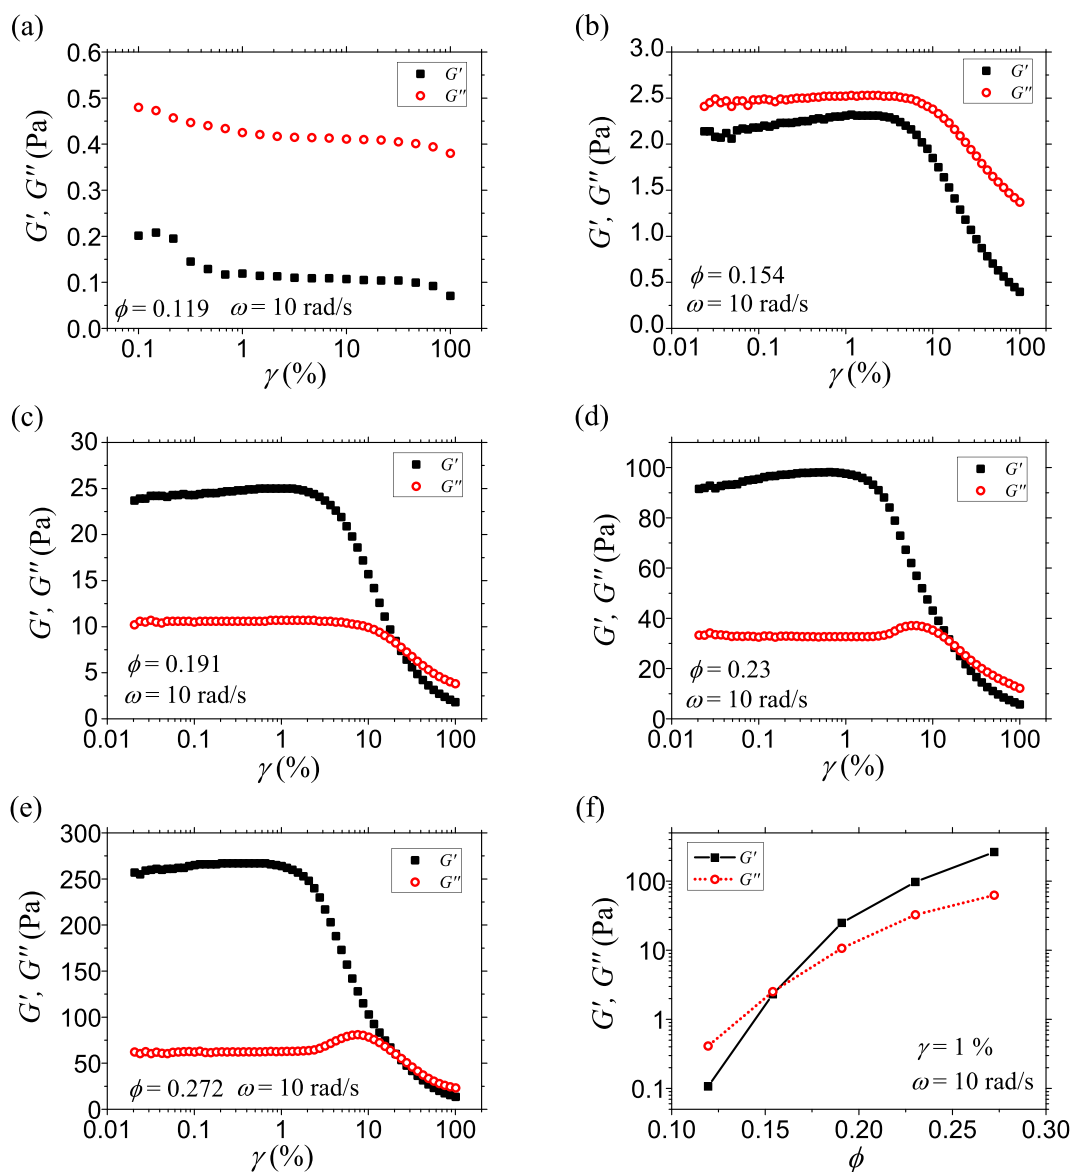 (a)
0.6
0.5
0.4
0.3
0.2
0.1
0.0
G′, G″ (Pa)
G′
G″
ϕ = 0.119 ω = 10 rad/s
0.1 1 10 100
γ (%)
(b)
3.0
2.5
2.0
1.5
1.0
0.5
0.0
G′, G″ (Pa)
G′
G″
ϕ = 0.154
ω = 10 rad/s
0.01 0.1 1 10 100
γ (%)
(c)
30
25
20
15
10
5
0
G′, G″ (Pa)
G′
G″
ϕ = 0.191
ω = 10 rad/s
0.01 0.1 1 10 100
γ (%)
(d)
100
80
60
40
20
0
G′, G″ (Pa)
G′
G″
ϕ = 0.23
ω = 10 rad/s
0.01 0.1 1 10 100
γ (%)
(e)
300
250
200
150
100
50
0
G′, G″ (Pa)
G′
G″
ϕ = 0.272 ω = 10 rad/s
0.01 0.1 1 10 100
γ (%)
(f)
100
10
1
0.1
G′, G″ (Pa)
G′
G″
γ = 1 %
ω = 10 rad/s
0.10 0.15 0.20 0.25 0.30
ϕ